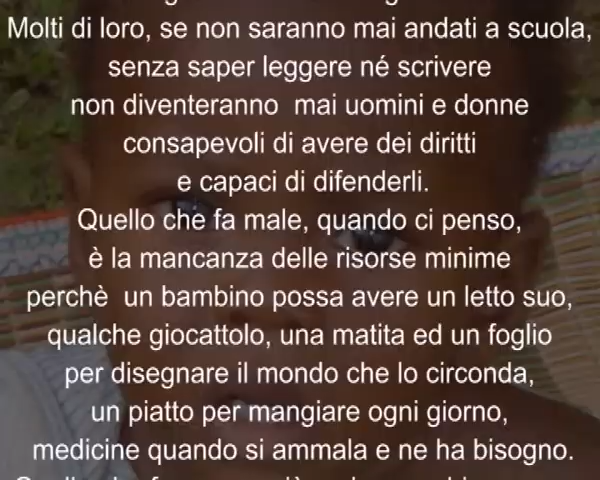 Molti di loro, se non saranno mai andati a scuola,
senza saper leggere né scrivere
non diventeranno  mai uomini e donne
consapevoli di avere dei diritti
e capaci di difenderli.
Quello che fa male, quando ci penso,
è la mancanza delle risorse minime
perchè  un bambino possa avere un letto suo,
qualche giocattolo, una matita ed un foglio
per disegnare il mondo che lo circonda,
un piatto per mangiare ogni giorno,
medicine quando si ammala e ne ha bisogno.